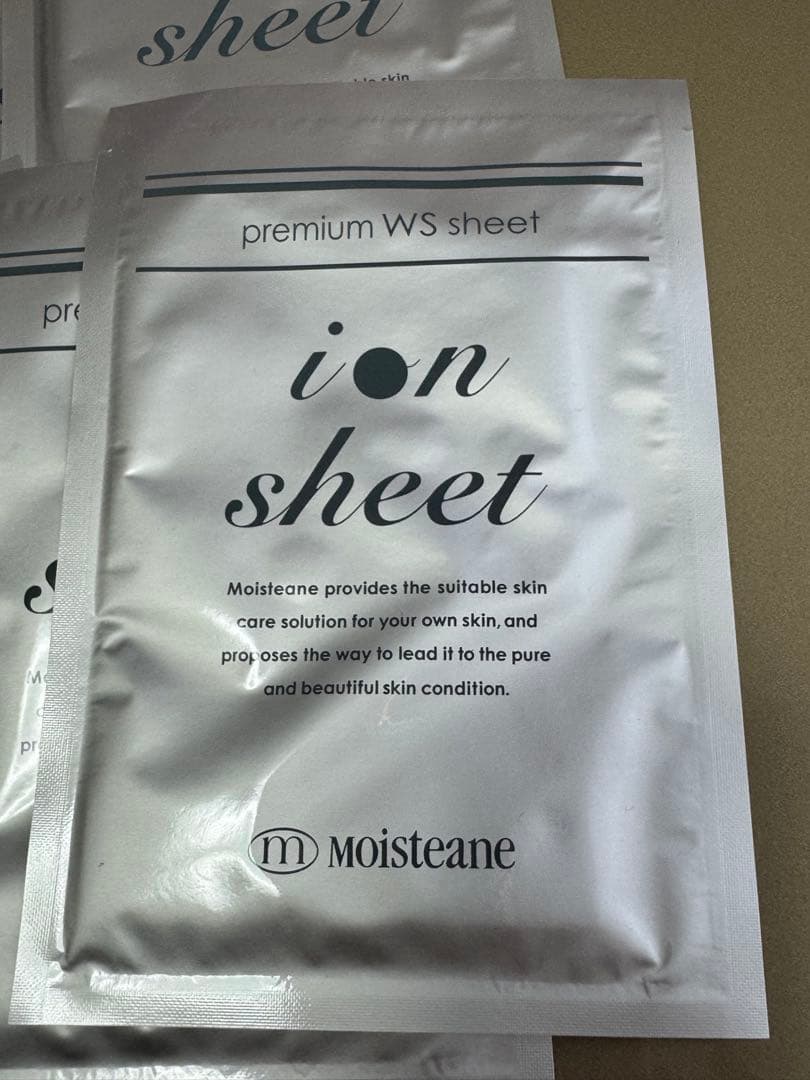 sheet
skin
premium WS sheet
ion
sheet
Moisteane provides the suitable skin
care solution for your own skin, and
proposes the way to lead it to the pure
and beautiful skin condition.
m Moisteane